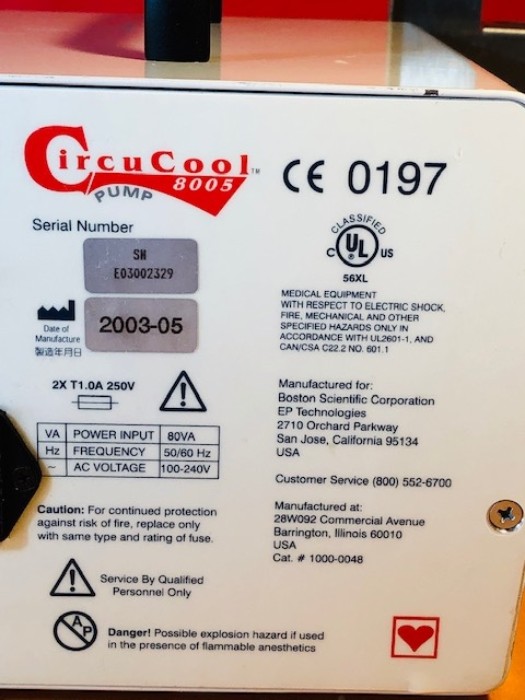 CircuCool™
8005
PUMP
CE 0197
Serial Number
SN
E03002329
Date of
Manufacture
製造年月日
2003-05
CLASSIFIED
C UL US
56XL
MEDICAL EQUIPMENT
WITH RESPECT TO ELECTRIC SHOCK,
FIRE, MECHANICAL AND OTHER
SPECIFIED HAZARDS ONLY IN
ACCORDANCE WITH UL2601-1, AND
CAN/CSA C22.2 NO. 601.1
2X T1.0A 250V
VA POWER INPUT 80VA
Hz FREQUENCY 50/60 Hz
~ AC VOLTAGE 100-240V
Caution: For continued protection
against risk of fire, replace only
with same type and rating of fuse.
Service By Qualified
Personnel Only
AP
Danger! Possible explosion hazard if used
in the presence of flammable anesthetics
Manufactured for:
Boston Scientific Corporation
EP Technologies
2710 Orchard Parkway
San Jose, California 95134
USA
Customer Service (800) 552-6700
Manufactured at:
28W092 Commercial Avenue
Barrington, Illinois 60010
USA
Cat. # 1000-0048